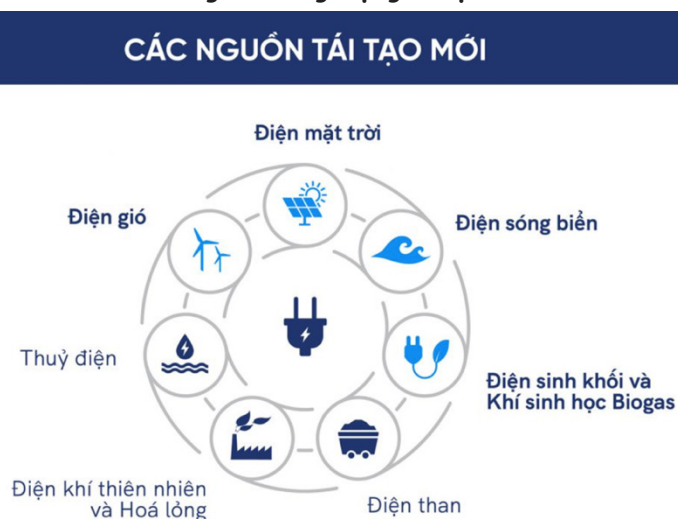 CÁC NGUỒN TÁI TẠO MỚI
Điện mặt trời
Điện gió
Điện sóng biển
Thuỷ điện
Điện sinh khối và
Khí sinh học Biogas
Điện khí thiên nhiên
và Hoá lỏng
Điện than